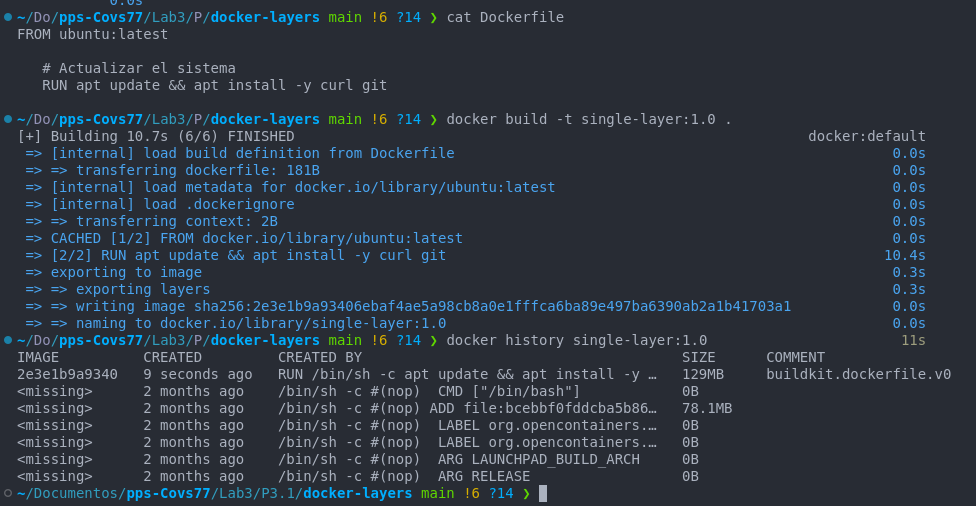 0.0s
~/Do/pps-Covs77/Lab3/P/docker-layers main !6 ?14 ❯ cat Dockerfile
FROM ubuntu:latest
# Actualizar el sistema
RUN apt update && apt install -y curl git
~/Do/pps-Covs77/Lab3/P/docker-layers main !6 ?14 ❯ docker build -t single-layer:1.0 .
[+] Building 10.7s (6/6) FINISHED docker:default
=> [internal] load build definition from Dockerfile 0.0s
=> => transferring dockerfile: 181B 0.0s
=> [internal] load metadata for docker.io/library/ubuntu:latest 0.0s
=> [internal] load .dockerignore 0.0s
=> => transferring context: 2B 0.0s
=> CACHED [1/2] FROM docker.io/library/ubuntu:latest 0.0s
=> [2/2] RUN apt update && apt install -y curl git 10.4s
=> exporting to image 0.3s
=> => exporting layers 0.3s
=> => writing image sha256:2e3e1b9a93406ebaf4ae5a98cb8a0e1fffca6ba89e497ba6390ab2a1b41703a1 0.0s
=> => naming to docker.io/library/single-layer:1.0 0.0s
~/Do/pps-Covs77/Lab3/P/docker-layers main !6 ?14 ❯ docker history single-layer:1.0 11s
IMAGE CREATED CREATED BY SIZE COMMENT
2e3e1b9a9340 9 seconds ago RUN /bin/sh -c apt update && apt install -y … 129MB buildkit.dockerfile.v0
<missing> 2 months ago /bin/sh -c #(nop) CMD ["/bin/bash"] 0B
<missing> 2 months ago /bin/sh -c #(nop) ADD file:bcebbf0fddcba5b86… 78.1MB
<missing> 2 months ago /bin/sh -c #(nop) LABEL org.opencontainers.… 0B
<missing> 2 months ago /bin/sh -c #(nop) LABEL org.opencontainers.… 0B
<missing> 2 months ago /bin/sh -c #(nop) ARG LAUNCHPAD_BUILD_ARCH 0B
<missing> 2 months ago /bin/sh -c #(nop) ARG RELEASE 0B
~/Documentos/pps-Covs77/Lab3/P3.1/docker-layers main !6 ?14 ❯